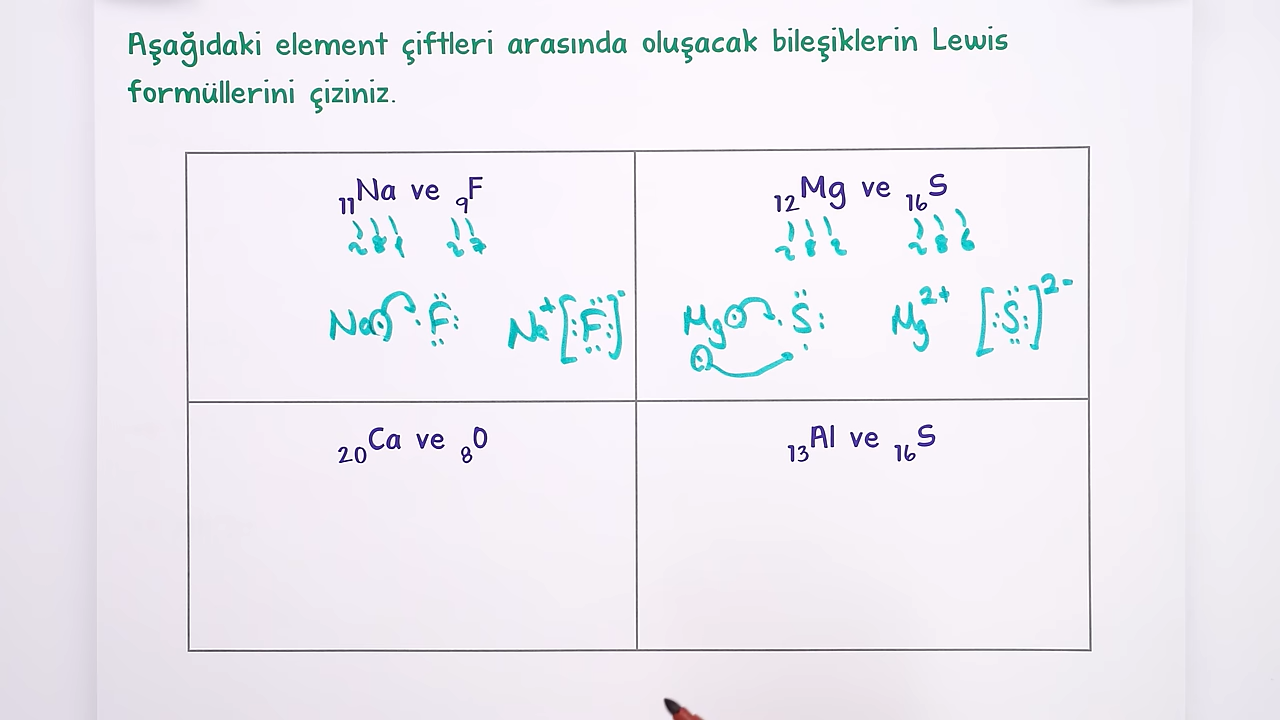 Aşağıdaki element çiftleri arasında oluşacak bileşiklerin Lewis
formüllerini çiziniz.
₁₁Na ve ₉F
2 8 1 2 7
Na· ·F: Na⁺ [:F:]⁻
₁₂Mg ve ₁₆S
2 8 2 2 8 6
Mg ·S: Mg²⁺ [:S:]²⁻
₂₀Ca ve ₈O
₁₃Al ve ₁₆S